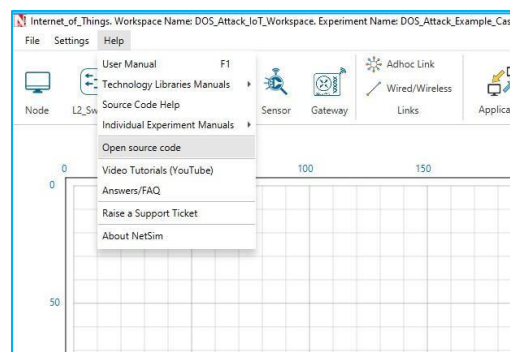 Internet_of_Things. Workspace Name: DOS_Attack_IoT_Workspace. Experiment Name: DOS_Attack_Example_Cas
File Settings Help
User Manual F1
Technology Libraries Manuals
Source Code Help
Individual Experiment Manuals
Open source code
Video Tutorials (YouTube)
Answers/FAQ
Raise a Support Ticket
About NetSim
Node
L2_Sw
Sensor
Gateway
Adhoc Link
Wired/Wireless
Links
Applica
0 100 150
0
50